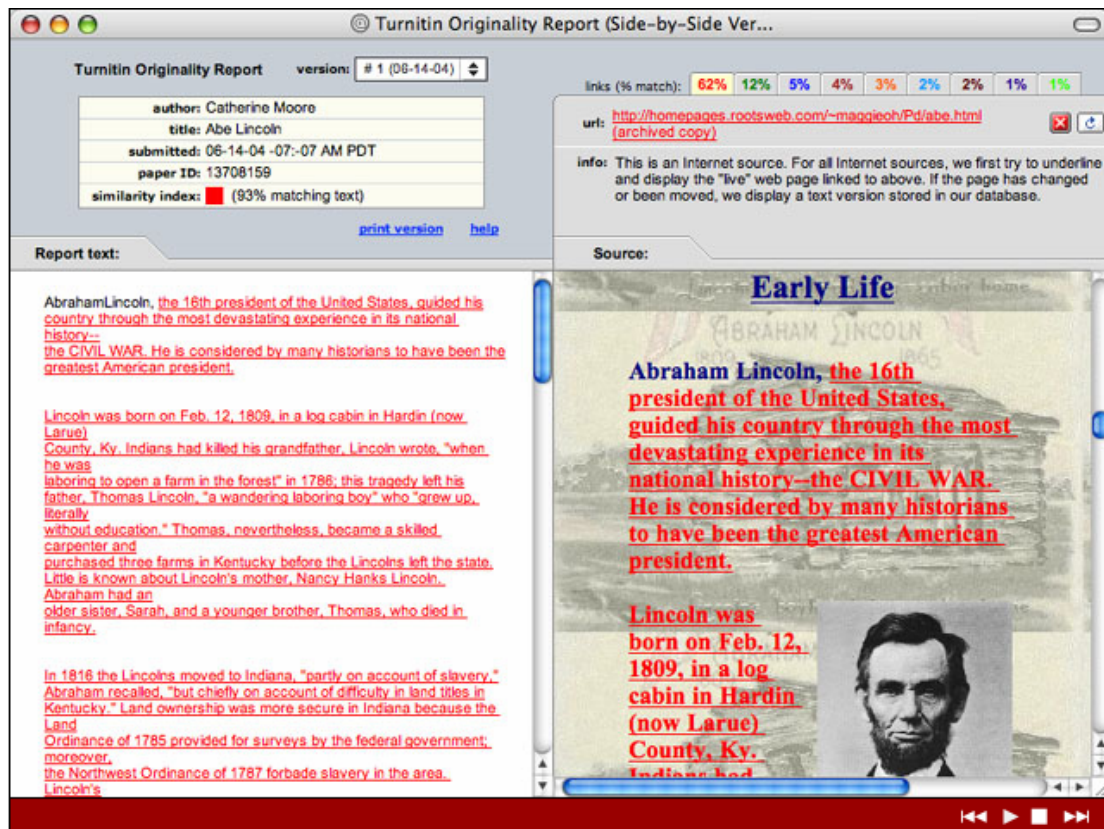 @ Turnitin Originality Report (Side-by-Side Ver...
Turnitin Originality Report version: # 1 (06-14-04)
author: Catherine Moore
title: Abe Lincoln
submitted: 06-14-04 -07:-07 AM PDT
paper ID: 13708159
similarity index: (93% matching text)
print version help
links (% match): 62% 12% 5% 4% 3% 2% 2% 1% 1%
url: http://homepages.rootsweb.com/~maggieoh/Pd/abe.html
(archived copy)
info: This is an Internet source. For all Internet sources, we first try to underline
and display the "live" web page linked to above. If the page has changed
or been moved, we display a text version stored in our database.
Report text:
AbrahamLincoln, the 16th president of the United States, guided his
country through the most devastating experience in its national
history--
the CIVIL WAR. He is considered by many historians to have been the
greatest American president.
Lincoln was born on Feb. 12, 1809, in a log cabin in Hardin (now
Larue)
County, Ky. Indians had killed his grandfather, Lincoln wrote, "when
he was
laboring to open a farm in the forest" in 1786; this tragedy left his
father, Thomas Lincoln, "a wandering laboring boy" who "grew up,
literally
without education." Thomas, nevertheless, became a skilled
carpenter and
purchased three farms in Kentucky before the Lincolns left the state.
Little is known about Lincoln's mother, Nancy Hanks Lincoln.
Abraham had an
older sister, Sarah, and a younger brother, Thomas, who died in
infancy.
In 1816 the Lincolns moved to Indiana, "partly on account of slavery,"
Abraham recalled, "but chiefly on account of difficulty in land titles in
Kentucky." Land ownership was more secure in Indiana because the
Land
Ordinance of 1785 provided for surveys by the federal government;
moreover,
the Northwest Ordinance of 1787 forbade slavery in the area.
Lincoln's
Source:
Early Life
ABRAHAM LINCOLN
1809 1865
Abraham Lincoln, the 16th
president of the United States,
guided his country through the most
devastating experience in its
national history--the CIVIL WAR.
He is considered by many historians
to have been the greatest American
president.
Lincoln was
born on Feb. 12,
1809, in a log
cabin in Hardin
(now Larue)
County, Ky.
Indians had